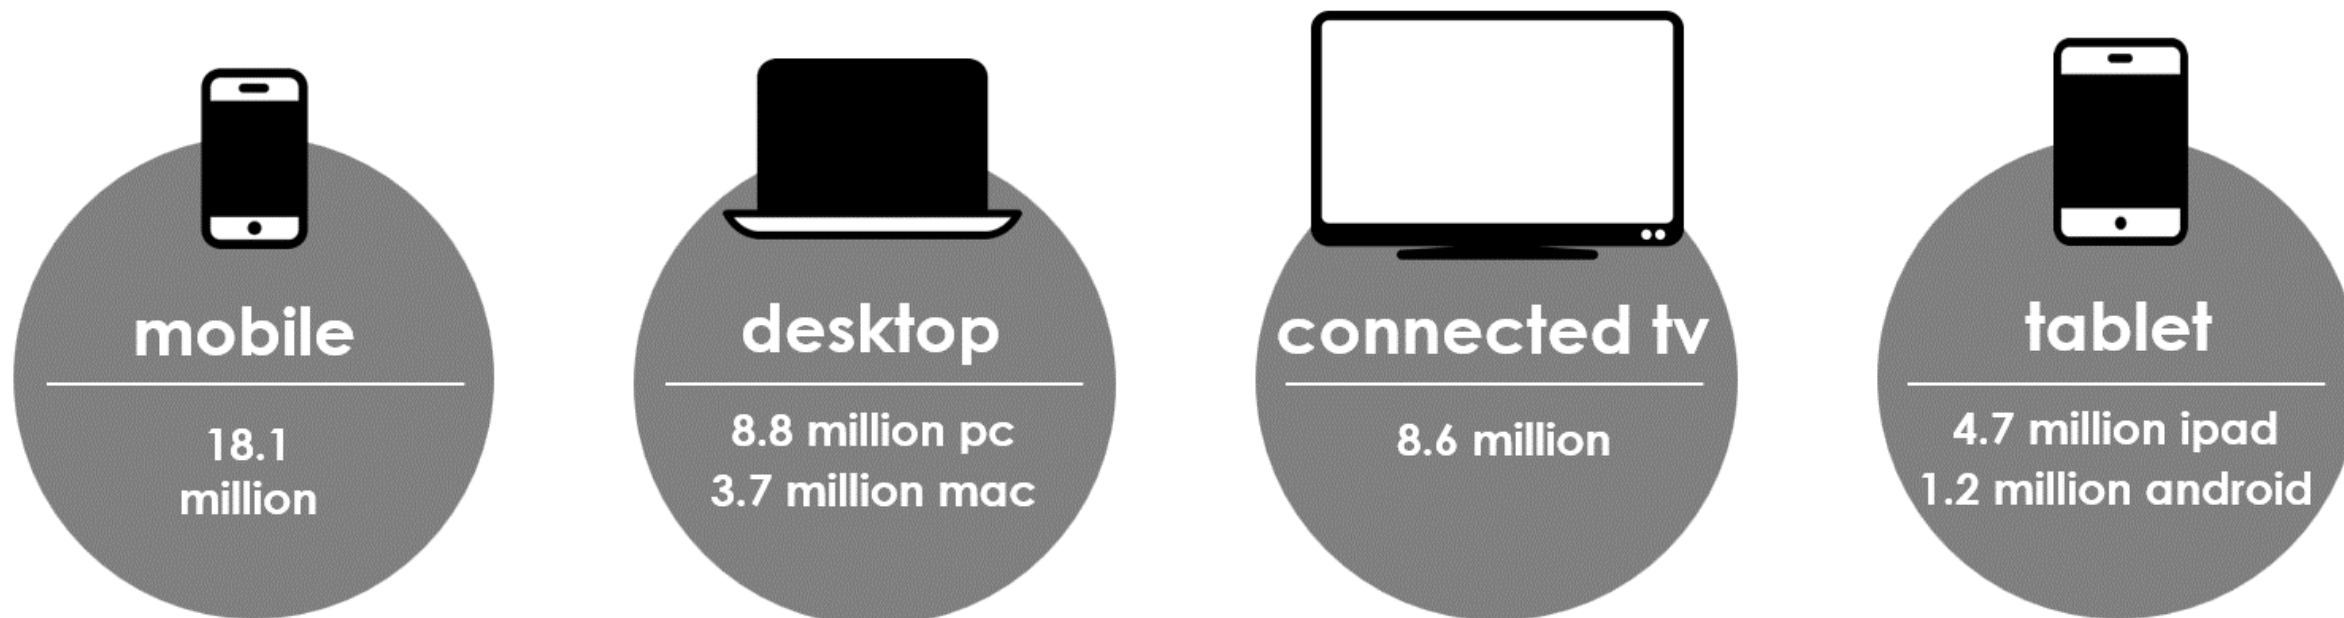 mobile
18.1
million
desktop
8.8 million pc
3.7 million mac
connected tv
8.6 million
tablet
4.7 million ipad
1.2 million android